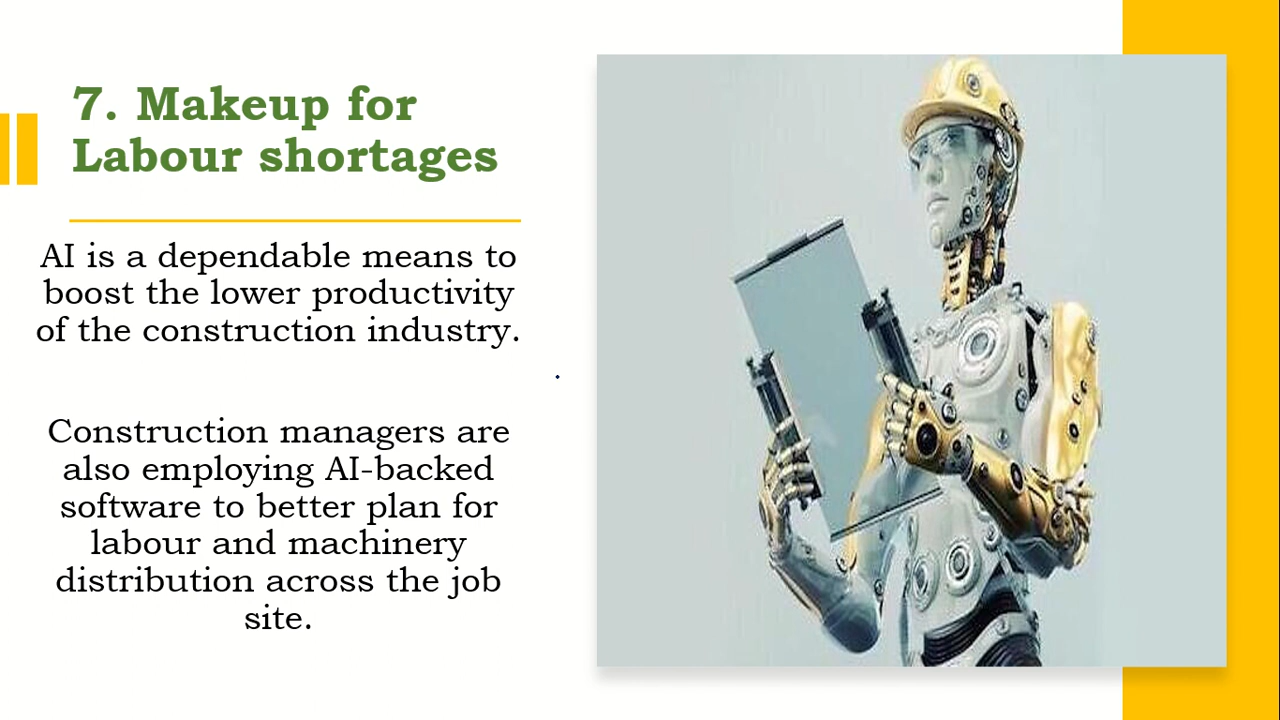 7. Makeup for
Labour shortages
AI is a dependable means to
boost the lower productivity
of the construction industry.
.
Construction managers are
also employing AI-backed
software to better plan for
labour and machinery
distribution across the job
site.